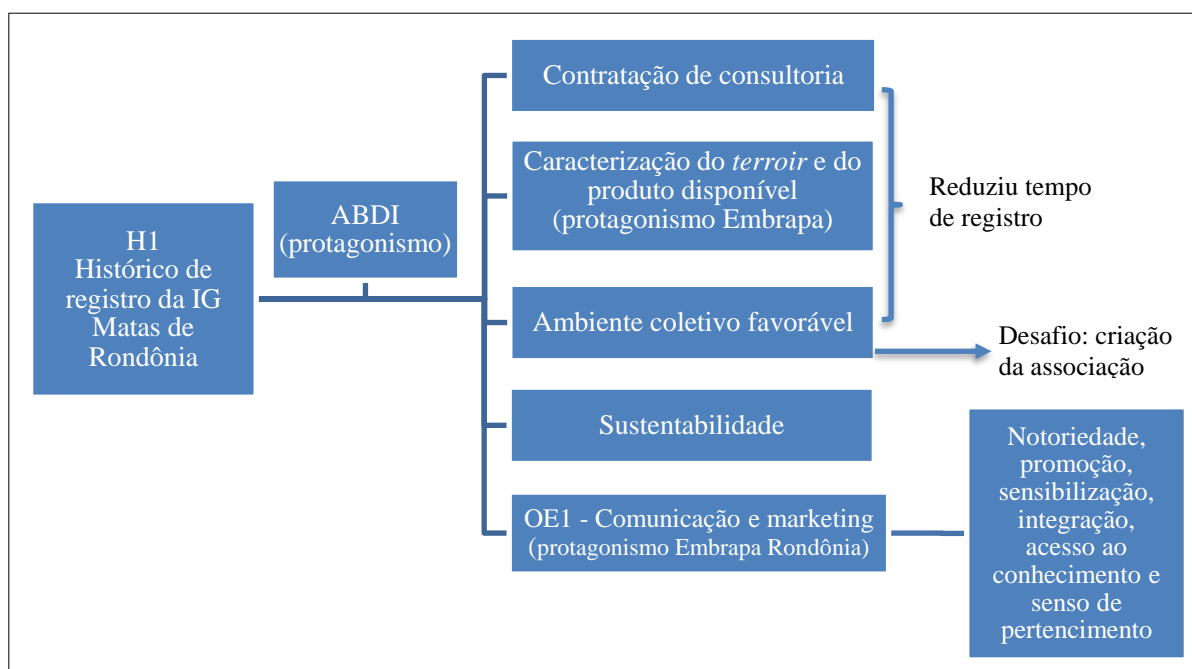 H1
Histórico de
registro da IG
Matas de
Rondônia
ABDI
(protagonismo)
Contratação de consultoria
Caracterização do terroir e do
produto disponível
(protagonismo Embrapa)
Ambiente coletivo favorável
Sustentabilidade
OE1 - Comunicação e marketing
(protagonismo Embrapa Rondônia)
Reduziu tempo
de registro
Desafio: criação
da associação
Notoriedade,
promoção,
sensibilização,
integração,
acesso ao
conhecimento e
senso de
pertencimento